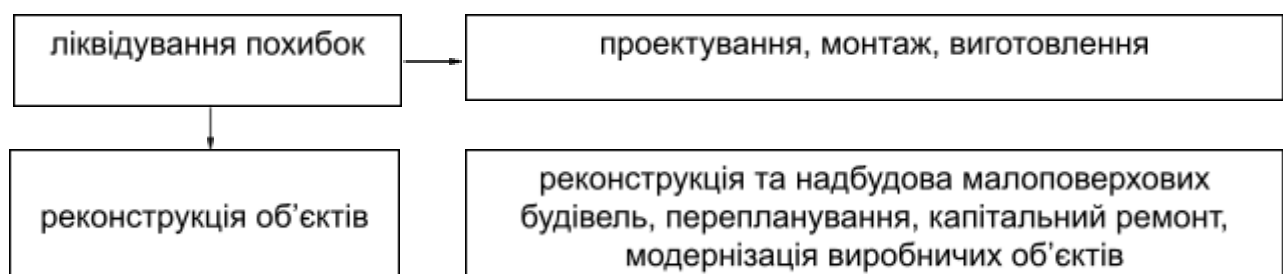 ліквідування похибок
проектування, монтаж, виготовлення
реконструкція об’єктів
реконструкція та надбудова малоповерхових
будівель, перепланування, капітальний ремонт,
модернізація виробничих об’єктів